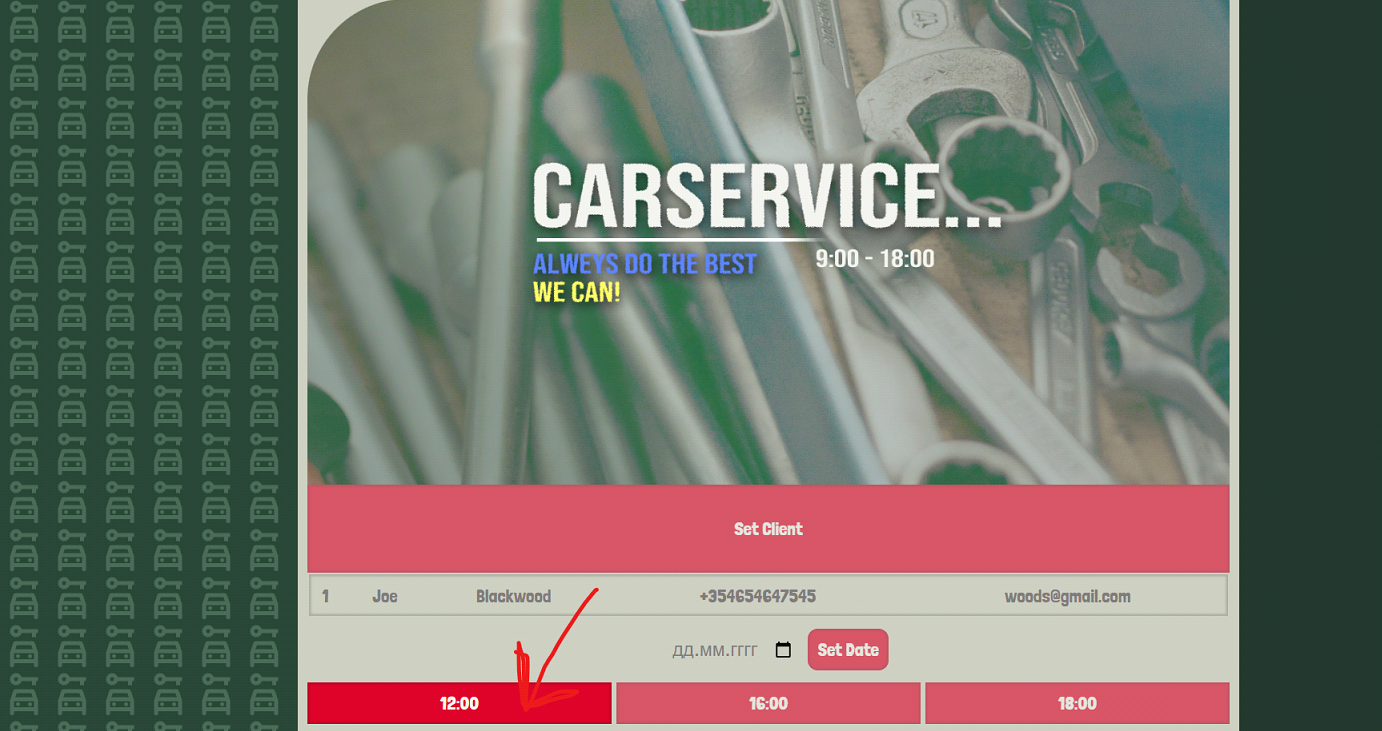 CARSERVICE...
ALWEYS DO THE BEST 9:00 - 18:00
WE CAN!
Set Client
1 Joe Blackwood +354654647545 woods@gmail.com
дд.мм.гггг Set Date
12:00 16:00 18:00